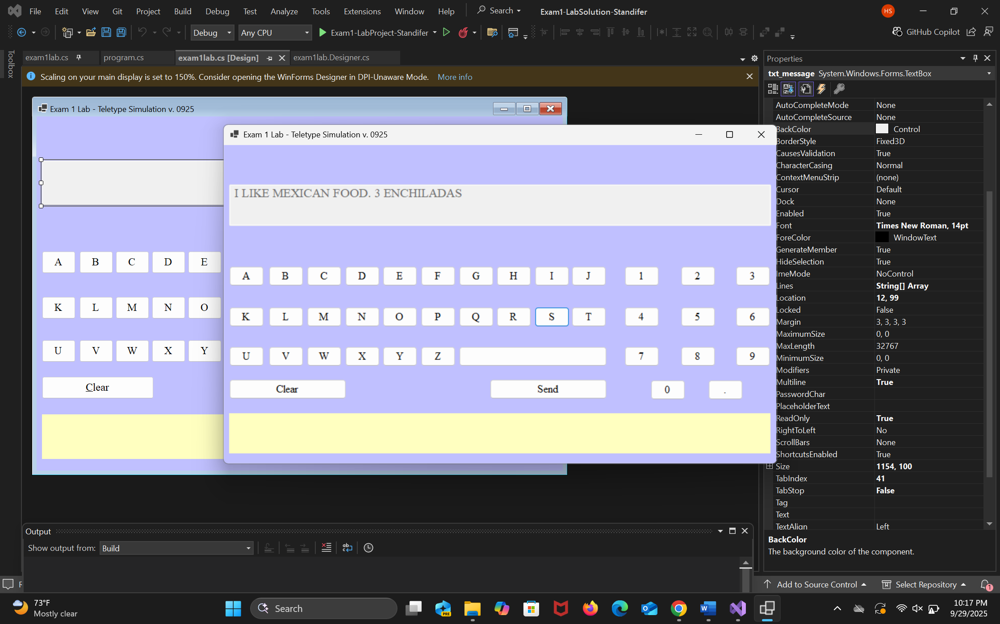 File Edit View Git Project Build Debug Test Analyze Tools Extensions Window Help Search Exam1-LabSolution-Standifer HS
Debug Any CPU Exam1-LabProject-Standifer GitHub Copilot
Toolbox
exam1lab.cs program.cs exam1lab.cs [Design] exam1lab.Designer.cs
Scaling on your main display is set to 150%. Consider opening the WinForms Designer in DPI-Unaware Mode. More info
Exam 1 Lab - Teletype Simulation v. 0925
A B C D E
K L M N O
U V W X Y
Clear
Exam 1 Lab - Teletype Simulation v. 0925
I LIKE MEXICAN FOOD. 3 ENCHILADAS
A B C D E F G H I J 1 2 3
K L M N O P Q R S T 4 5 6
U V W X Y Z 7 8 9
Clear Send 0 .
Properties
txt_message System.Windows.Forms.TextBox
AutoCompleteMode None
AutoCompleteSource None
BackColor Control
BorderStyle Fixed3D
CausesValidation True
CharacterCasing Normal
ContextMenuStrip (none)
Cursor Default
Dock None
Enabled True
Font Times New Roman, 14pt
ForeColor WindowText
GenerateMember True
HideSelection True
ImeMode NoControl
Lines String[] Array
Location 12, 99
Locked False
Margin 3, 3, 3, 3
MaximumSize 0, 0
MaxLength 32767
MinimumSize 0, 0
Modifiers Private
Multiline True
PasswordChar
PlaceholderText
ReadOnly True
RightToLeft No
ScrollBars None
ShortcutsEnabled True
Size 1154, 100
TabIndex 41
TabStop False
Tag
Text
TextAlign Left
BackColor
The background color of the component.
Output
Show output from: Build
Add to Source Control Select Repository 1
73°F
Mostly clear
Search
PRE
10:17 PM
9/29/2025